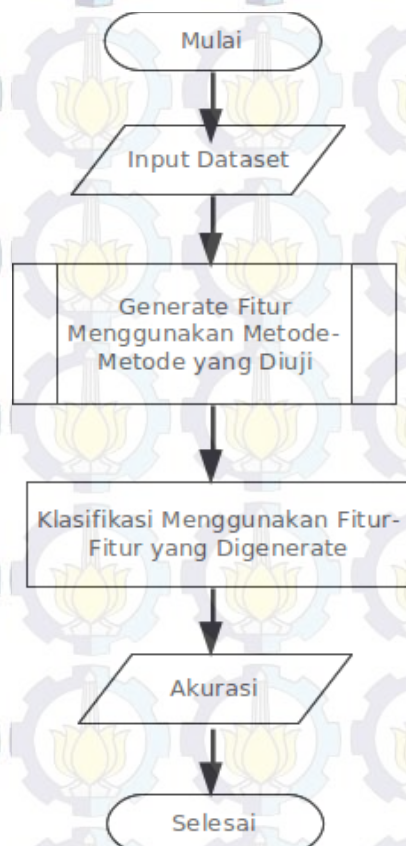 Mulai
Input Dataset
Generate Fitur
Menggunakan Metode-
Metode yang Diuji
Klasifikasi Menggunakan Fitur-
Fitur yang Digenerate
Akurasi
Selesai